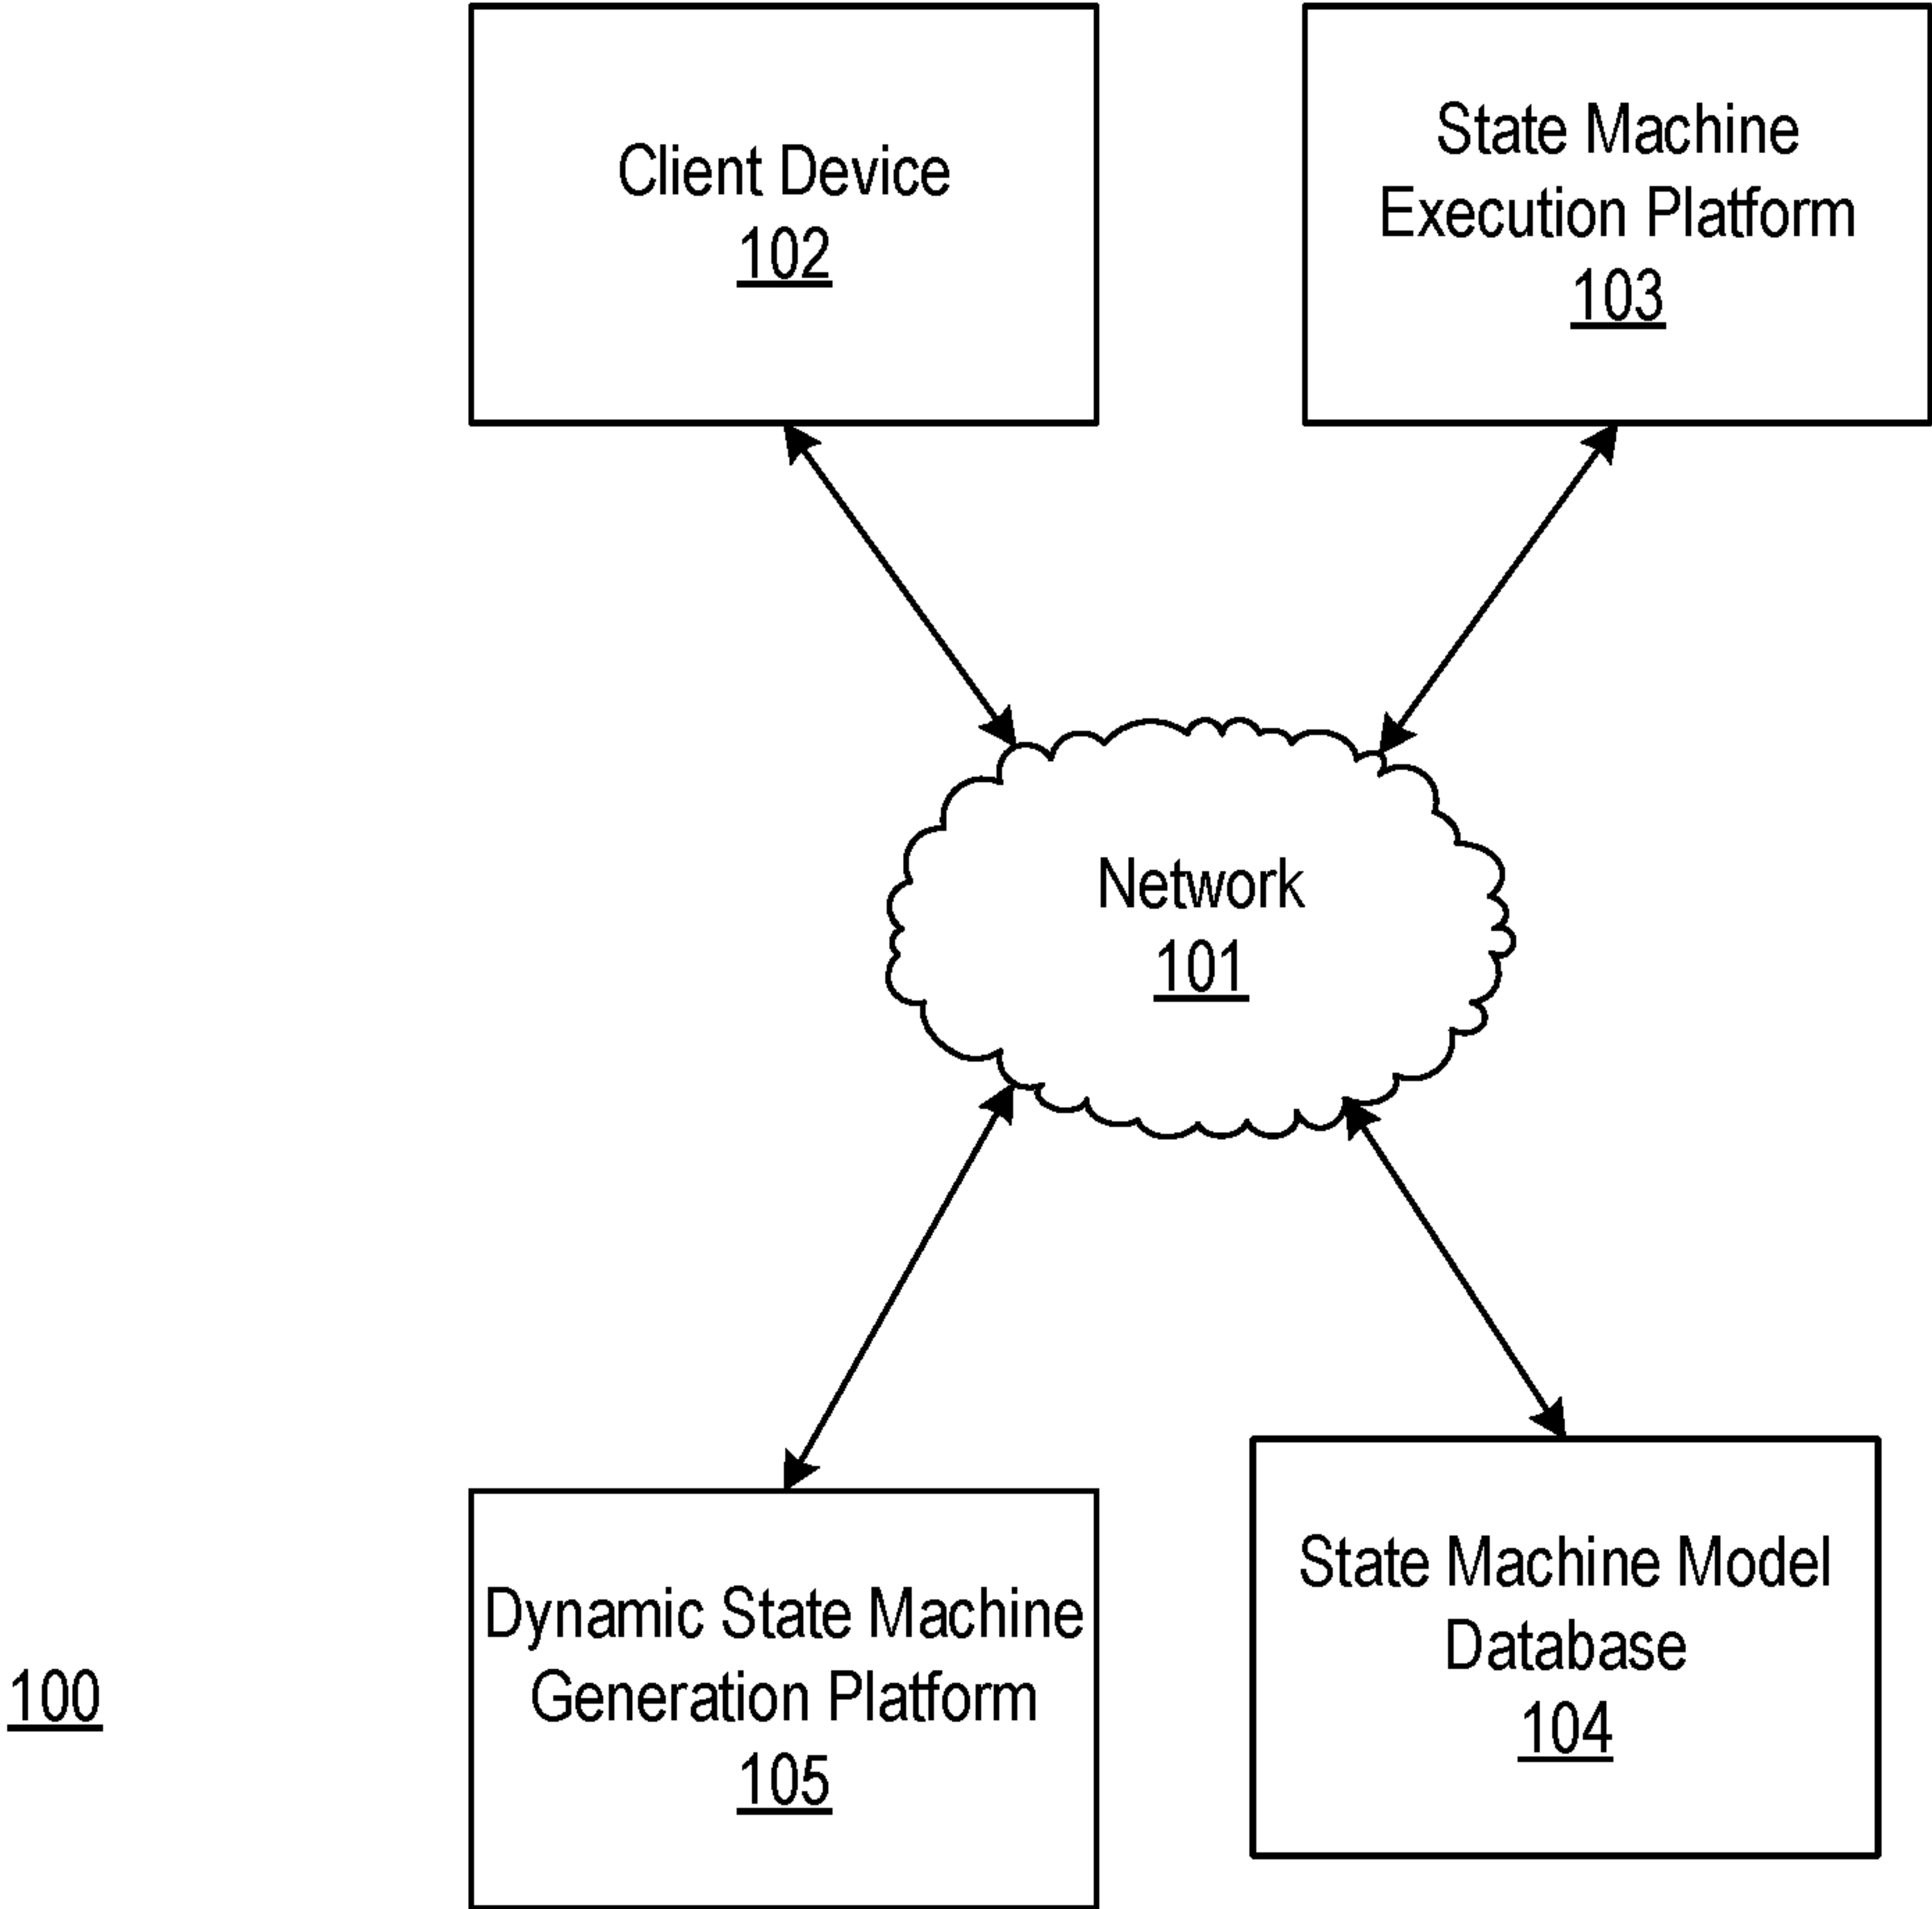 Client Device
102
State Machine
Execution Platform
103
Network
101
Dynamic State Machine
Generation Platform
105
State Machine Model
Database
104
100